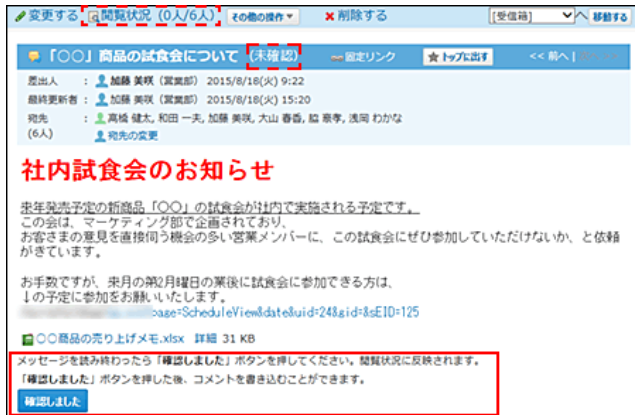 変更する 閲覧状況 (0人/6人) その他の操作▼ ×削除する [受信箱] へ 移動する
「○○」商品の試食会について (未確認) 固定リンク ★トップに出す << 前へ |
差出人 : 加藤 美咲 (営業部) 2015/8/18(火) 9:22
最終更新者 : 加藤 美咲 (営業部) 2015/8/18(火) 15:20
宛先 : 高橋 健太, 和田 一夫, 加藤 美咲, 大山 春香, 脇 泰孝, 浅岡 わかな
(6人) 宛先の変更
社内試食会のお知らせ
来年発売予定の新商品「○○」の試食会が社内で実施される予定です。
この会は、マーケティング部で企画されており、
お客さまの意見を直接伺う機会の多い営業メンバーに、この試食会にぜひ参加していただけないか、と依頼
がきています。
お手数ですが、来月の第2月曜日の業後に試食会に参加できる方は、
↓の予定に参加をお願いいたします。
page=ScheduleView&date&uid=24&gid=&sEID=125
○○商品の売り上げメモ.xlsx 詳細 31 KB
メッセージを読み終わったら「確認しました」ボタンを押してください。閲覧状況に反映されます。
「確認しました」ボタンを押した後、コメントを書き込むことができます。
確認しました